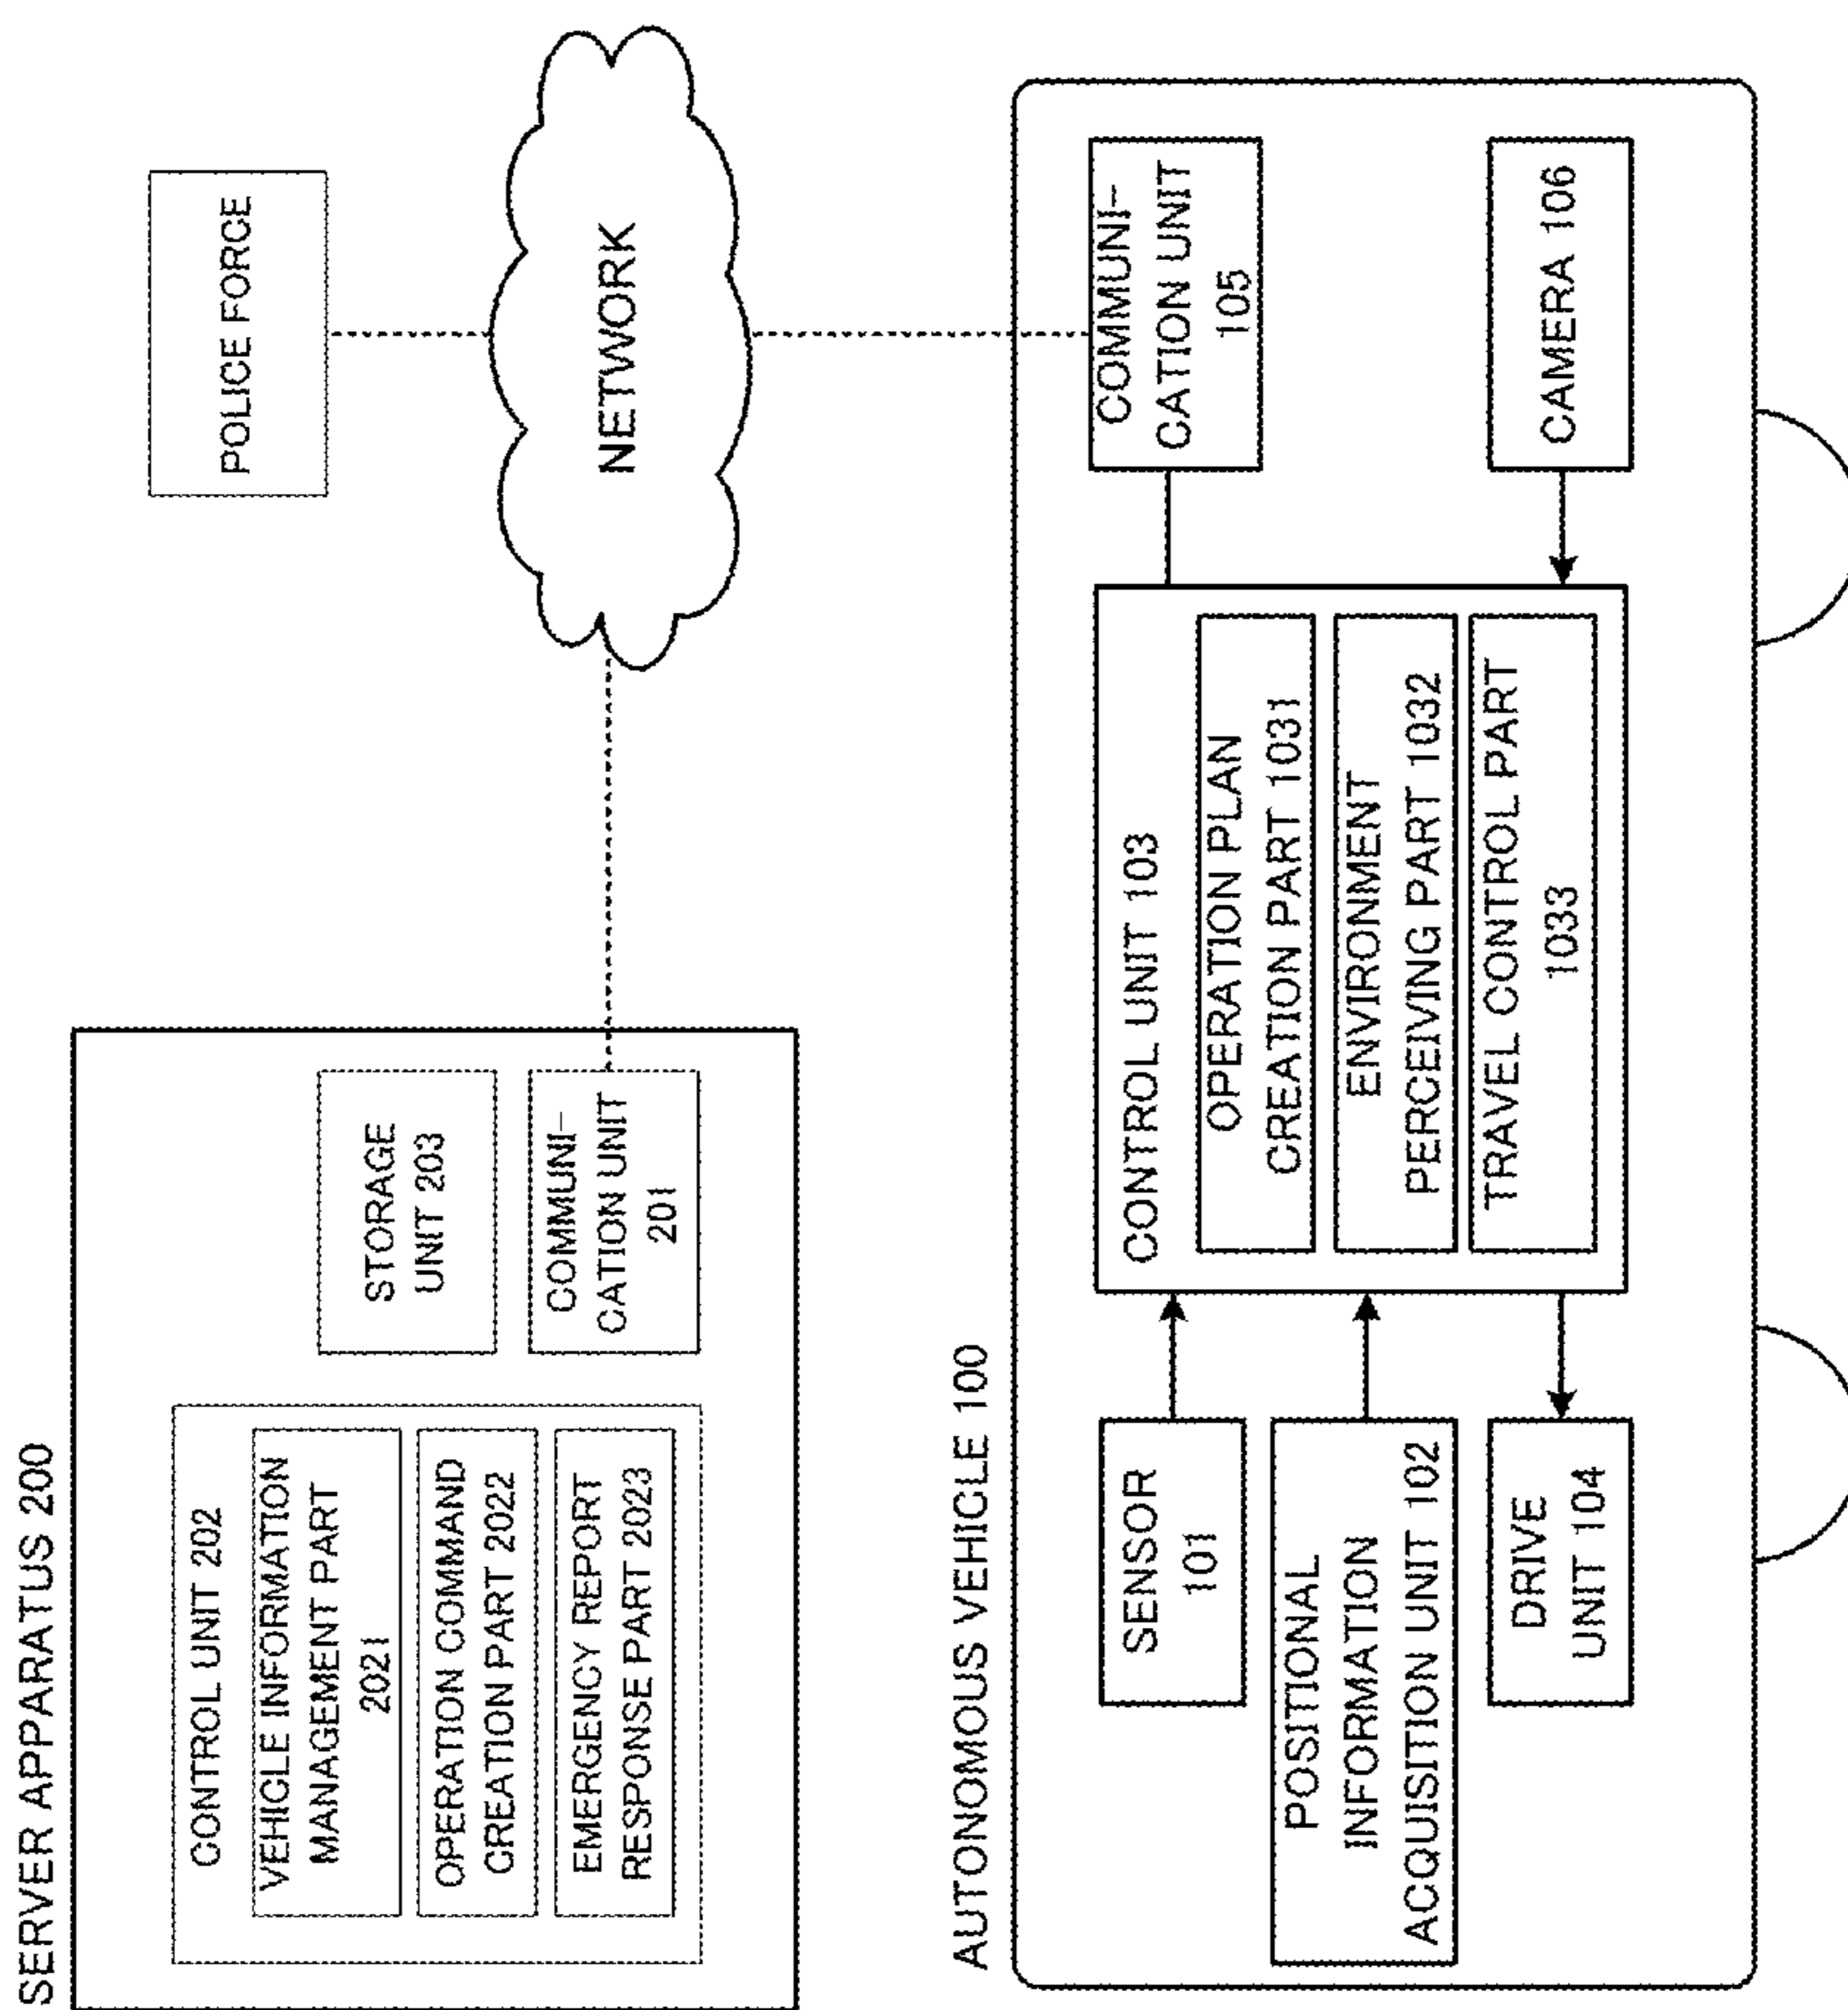 SERVER APPARATUS 200
CONTROL UNIT 202
VEHICLE INFORMATION
MANAGEMENT PART
2021
OPERATION COMMAND
CREATION PART 2022
EMERGENCY REPORT
RESPONSE PART 2023
STORAGE
UNIT 203
COMMUNI-
CATION UNIT
201
POLICE FORCE
NETWORK
AUTONOMOUS VEHICLE 100
SENSOR
101
POSITIONAL
INFORMATION
ACQUISITION UNIT 102
DRIVE
UNIT 104
CONTROL UNIT 103
OPERATION PLAN
CREATION PART 1031
ENVIRONMENT
PERCEIVING PART 1032
TRAVEL CONTROL PART
1033
COMMUNI-
CATION UNIT
105
CAMERA 106